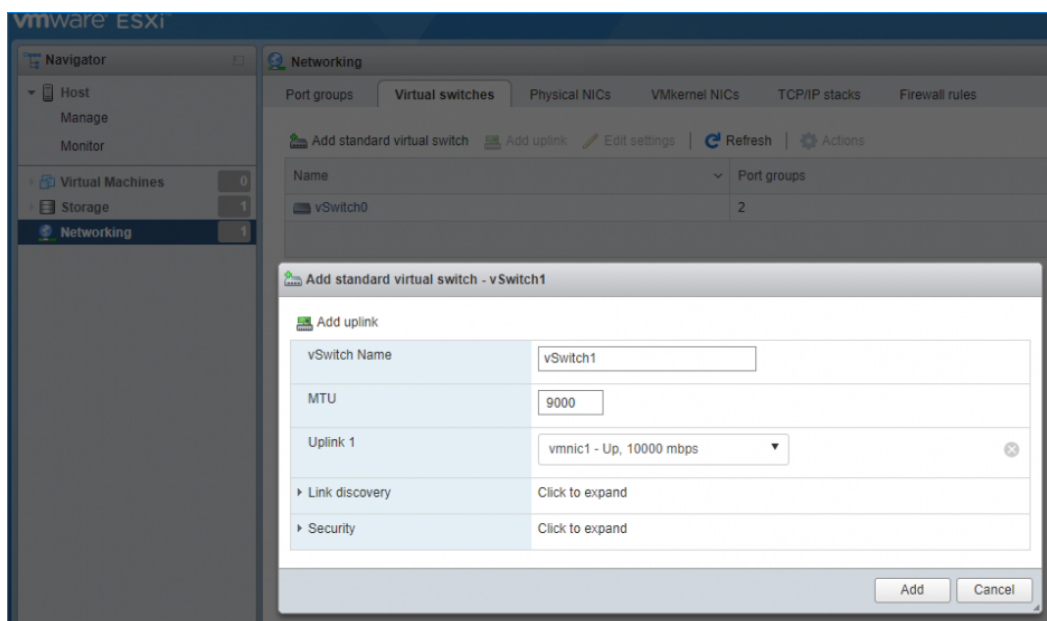 vmware ESXi™
Navigator
Networking
Host
Manage
Monitor
Virtual Machines 0
Storage 1
Networking 1
Port groups Virtual switches Physical NICs VMkernel NICs TCP/IP stacks Firewall rules
Add standard virtual switch Add uplink Edit settings Refresh Actions
Name Port groups
vSwitch0 2
Add standard virtual switch - vSwitch1
Add uplink
vSwitch Name vSwitch1
MTU 9000
Uplink 1 vmnic1 - Up, 10000 mbps
Link discovery Click to expand
Security Click to expand
Add Cancel